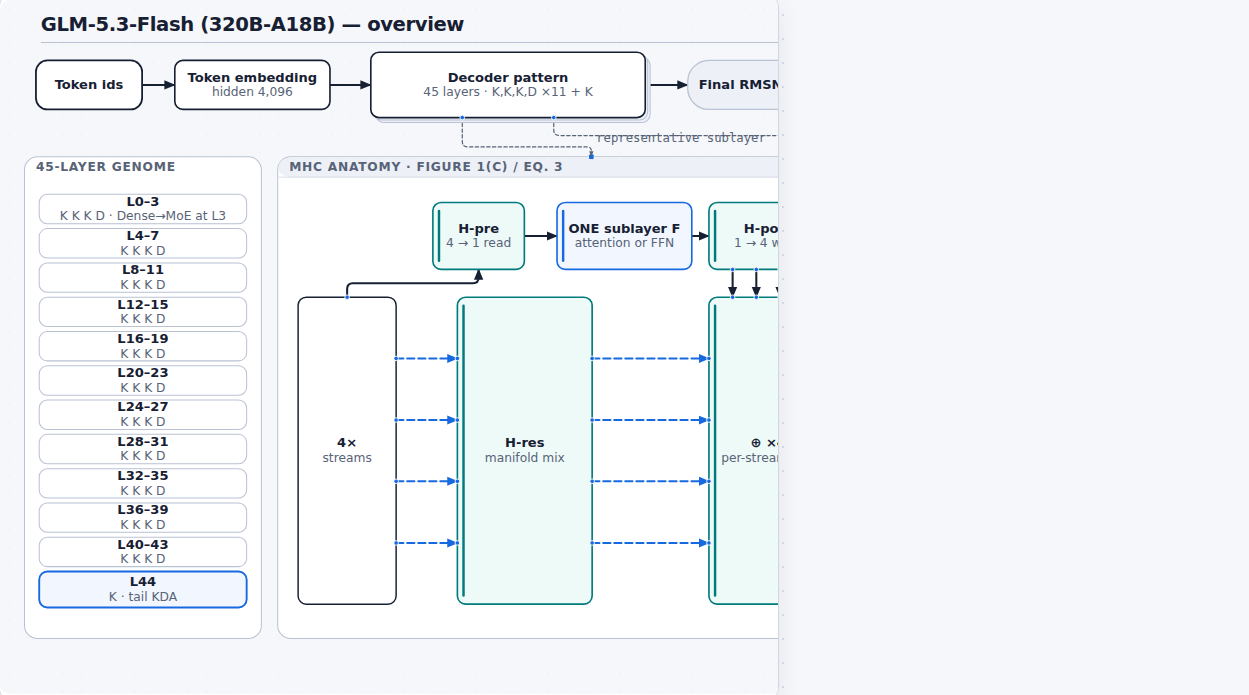 GLM-5.3-Flash (320B-A18B) — overview
Token ids
Token embedding
hidden 4,096
Decoder pattern
45 layers · K,K,K,D ×11 + K
Final
representative sublayer
45-LAYER GENOME
L0–3
K K K D · Dense→MoE at L3
L4–7
K K K D
L8–11
K K K D
L12–15
K K K D
L16–19
K K K D
L20–23
K K K D
L24–27
K K K D
L28–31
K K K D
L32–35
K K K D
L36–39
K K K D
L40–43
K K K D
L44
K · tail KDA
MHC ANATOMY · FIGURE 1(C) / EQ. 3
H-pre
4 → 1 read
ONE sublayer F
attention or FFN
1 → 4
4×
streams
H-res
manifold mix
⊕